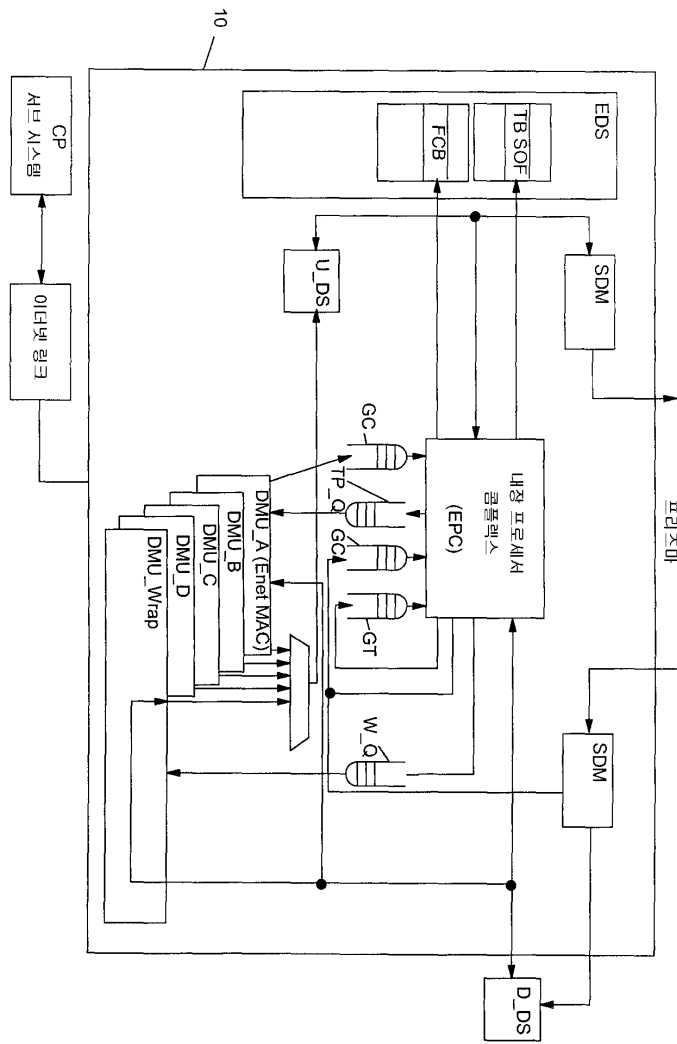 프리즈마
EDS
SDM
SDM
TB SOF
FCB
내장 프로세서
콤플렉스
(EPC)
D_DS
GC
TP_Q
GC
GT
W_Q
U_DS
DMU_A (Enet MAC)
DMU_B
DMU_C
DMU_D
DMU_Wrap
10
CP
서브 시스템
이더넷 링크